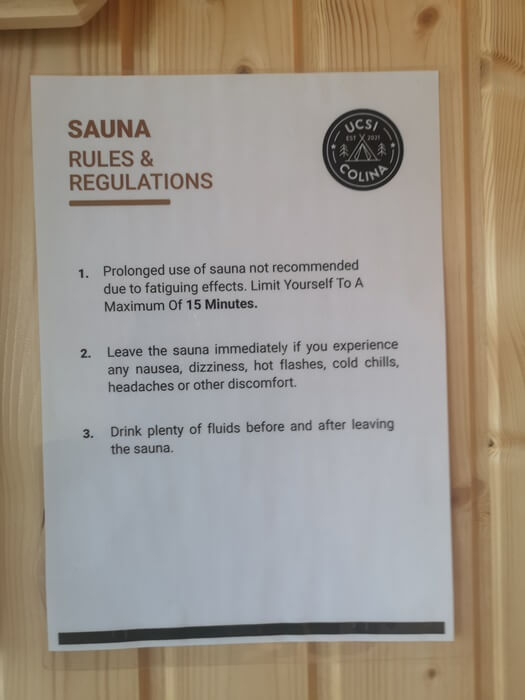 SAUNA
RULES &
REGULATIONS
UCSI
EST 2021
COLINA
1. Prolonged use of sauna not recommended
due to fatiguing effects. Limit Yourself To A
Maximum Of 15 Minutes.
2. Leave the sauna immediately if you experience
any nausea, dizziness, hot flashes, cold chills,
headaches or other discomfort.
3. Drink plenty of fluids before and after leaving
the sauna.